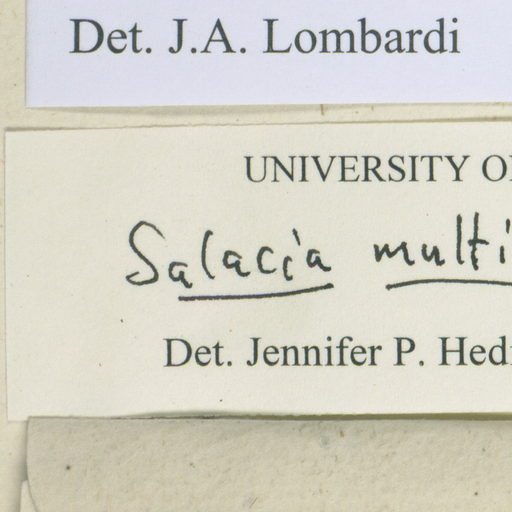 Det. J.A. Lombardi
UNIVERSITY
Salacia multi
Det. Jennifer P. Hed